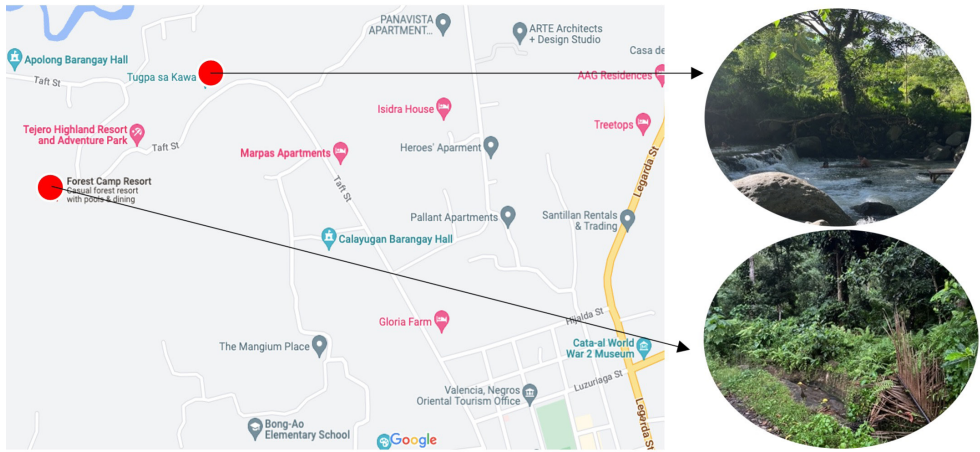 PANAVISTA
APARTMENT...
ARTE Architects
+ Design Studio
Apolong Barangay Hall
Casa de
Taft St
Tugpa sa Kawa
AAG Residences
Isidra House
Treetops
Tejero Highland Resort
and Adventure Park
Taft St
Marpas Apartments
Heroes' Aparment
Legarda St
Forest Camp Resort
Casual forest resort
with pools & dining
Taft St
Pallant Apartments
Santillan Rentals
& Trading
Calayugan Barangay Hall
Gloria Farm
Hijalda St
The Mangium Place
Cata-al World
War 2 Museum
Luzuriaga St
Valencia, Negros
Oriental Tourism Office
Legarda St
Bong-Ao
Elementary School
Google